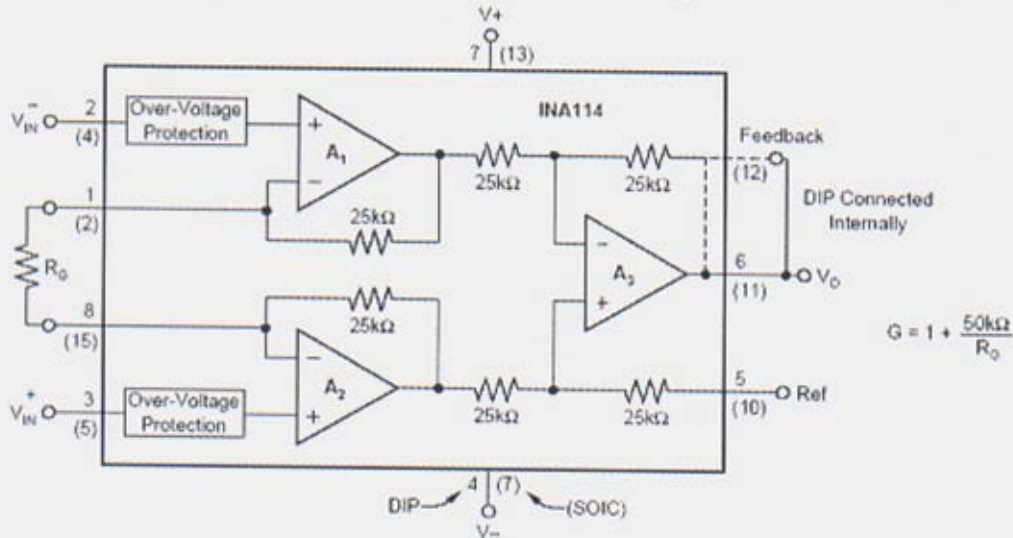 V+
7 (13)
INA114
V⁻IN
2
(4)
Over-Voltage
Protection
+
A₁
−
25kΩ
25kΩ
25kΩ
Feedback
(12)
DIP Connected
Internally
1
(2)
R_G
8
(15)
25kΩ
−
A₃
+
6
(11)
V_O
G = 1 + 50kΩ
R_G
−
A₂
+
25kΩ
25kΩ
5
(10)
Ref
V⁺IN
3
(5)
Over-Voltage
Protection
DIP
4 (7)
(SOIC)
V−